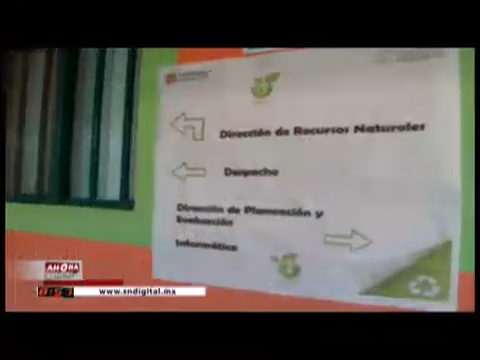 Dirección de Recursos Naturales
Despacho
Dirección de Planeación y
Evaluación
Informática
AHORA
www.sndigital.mx